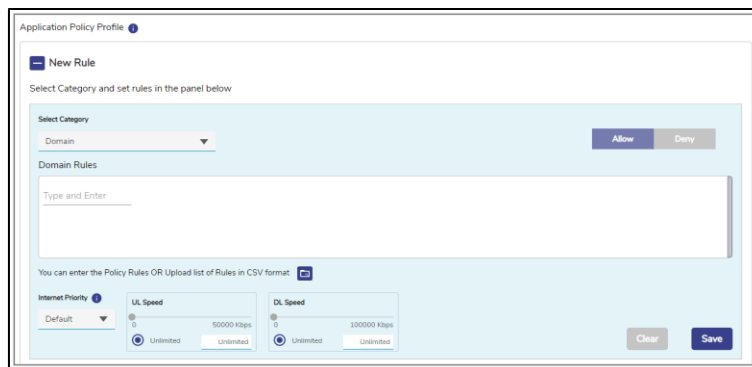 Application Policy Profile
New Rule
Select Category and set rules in the panel below
Select Category
Domain
Allow Deny
Domain Rules
Type and Enter
You can enter the Policy Rules OR Upload list of Rules in CSV format
Internet Priority
Default
UL Speed
0 50000 Kbps
Unlimited Unlimited
DL Speed
0 100000 Kbps
Unlimited Unlimited
Clear Save